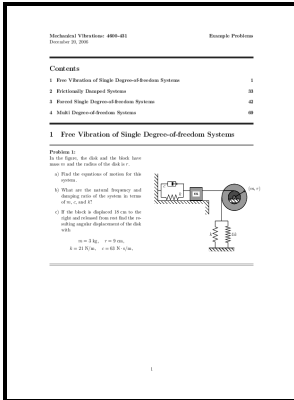 Mechanical Vibrations: 4600-431 Example Problems
December 20, 2006
Contents
1 Free Vibration of Single Degree-of-freedom Systems 1
2 Frictionally Damped Systems 33
3 Forced Single Degree-of-freedom Systems 42
4 Multi Degree-of-freedom Systems 69
1 Free Vibration of Single Degree-of-freedom Systems
Problem 1:
In the figure, the disk and the block have
mass m and the radius of the disk is r.
a) Find the equations of motion for this
system.
b) What are the natural frequency and
damping ratio of the system in terms
of m, c, and k?
c) If the block is displaced 18 cm to the
right and released from rest find the re-
sulting angular displacement of the disk
with:
m = 3 kg, r = 9 cm,
k = 21 N/m, c = 63 N·s/m,
c
k
m
(m, r)
k
1